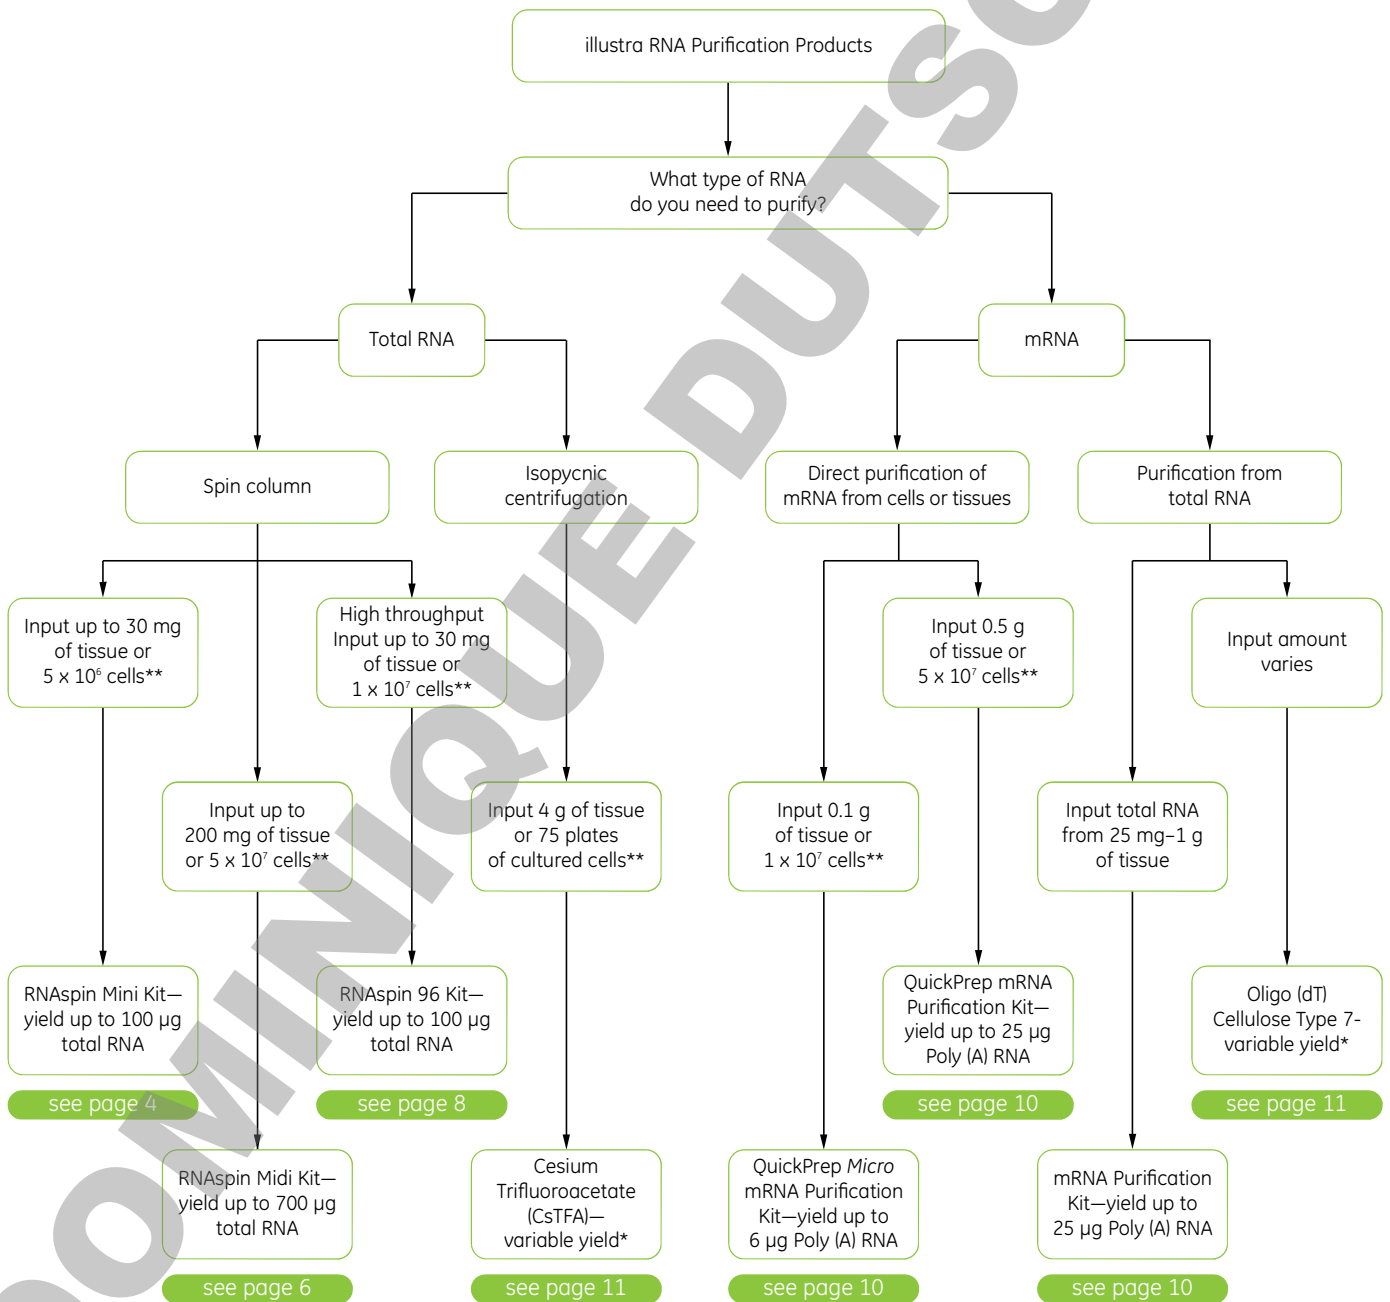 illustra RNA Purification Products
What type of RNA
do you need to purify?
Total RNA
mRNA
Spin column
Isopycnic
centrifugation
Direct purification of
mRNA from cells or tissues
Purification from
total RNA
Input up to 30 mg
of tissue or
5 x 10⁶ cells**
High throughput
Input up to 30 mg
of tissue or
1 x 10⁷ cells**
Input 0.5 g
of tissue or
5 x 10⁷ cells**
Input amount
varies
Input up to
200 mg of tissue
or 5 x 10⁷ cells**
Input 4 g of tissue
or 75 plates
of cultured cells**
Input 0.1 g
of tissue or
1 x 10⁷ cells**
Input total RNA
from 25 mg–1 g
of tissue
RNAspin Mini Kit—
yield up to 100 µg
total RNA
see page 4
RNAspin 96 Kit—
yield up to 100 µg
total RNA
see page 8
QuickPrep mRNA
Purification Kit—
yield up to 25 µg
Poly (A) RNA
see page 10
Oligo (dT)
Cellulose Type 7-
variable yield*
see page 11
RNAspin Midi Kit—
yield up to 700 µg
total RNA
see page 6
Cesium
Trifluoroacetate
(CsTFA)—
variable yield*
see page 11
QuickPrep Micro
mRNA Purification
Kit—yield up to
6 µg Poly (A) RNA
see page 10
mRNA Purification
Kit—yield up to
25 µg Poly (A) RNA
see page 10
DOMINIQUE DUTSC